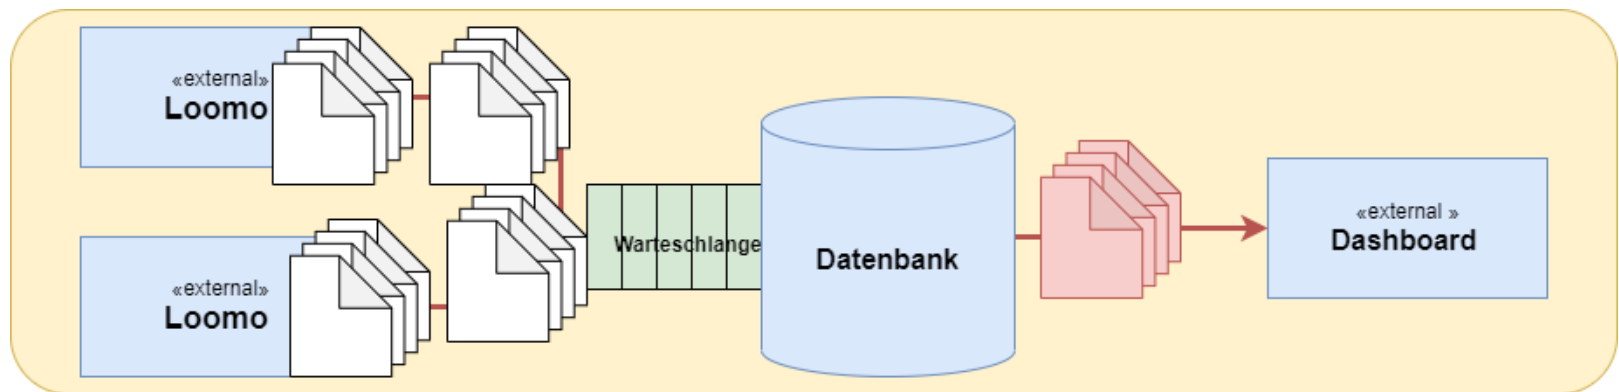 «external»
Loomo
«external»
Loomo
Warteschlange
Datenbank
«external »
Dashboard